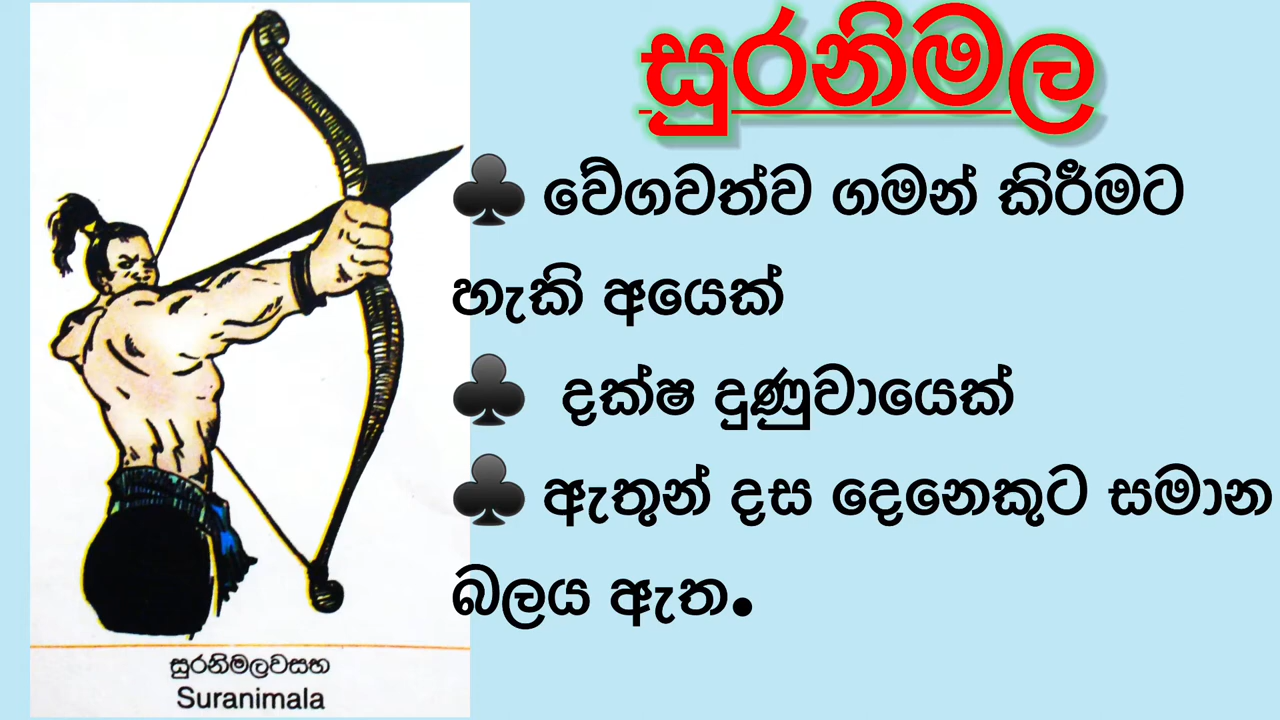 සුරනිමල
♣ වේගවත්ව ගමන් කිරීමට
හැකි අයෙක්
♣ දක්ෂ දුණුවායෙක්
♣ ඇතුන් දස දෙනෙකුට සමාන
බලය ඇත.
සුරනිමලවසභ
Suranimala